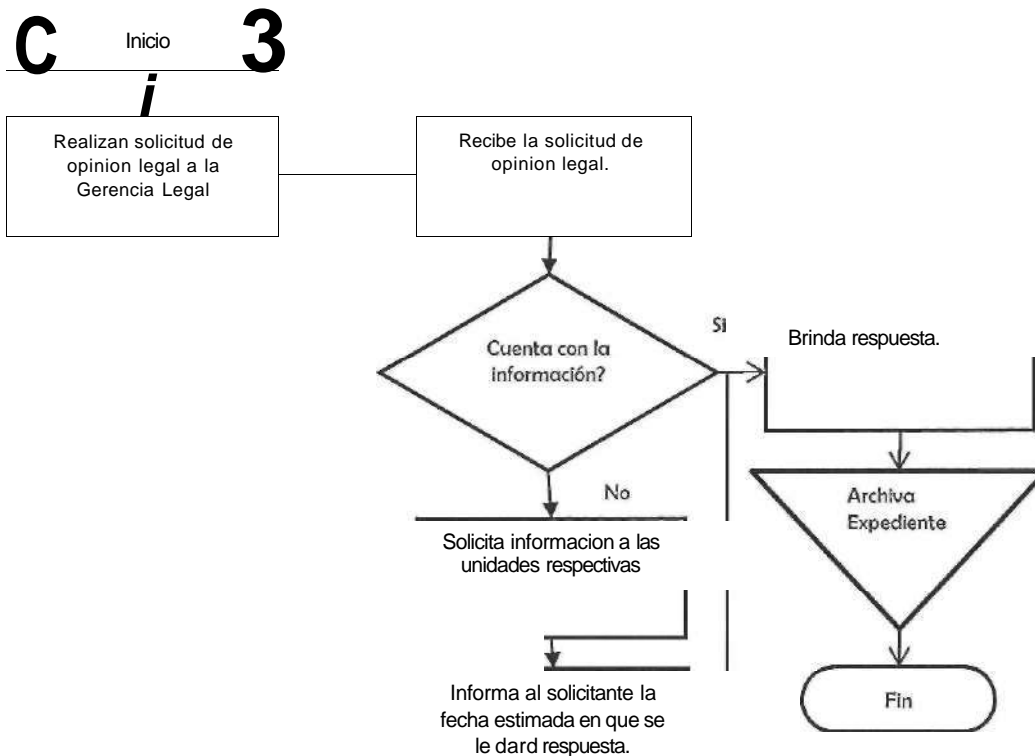 C Inicio 3
i
Realizan solicitud de
opinion legal a la
Gerencia Legal
Recibe la solicitud de
opinion legal.
Cuenta con la
información?
Si
Brinda respuesta.
No
Archiva
Expediente
Solicita informacion a las
unidades respectivas
Informa al solicitante la
fecha estimada en que se
le dard respuesta.
Fin